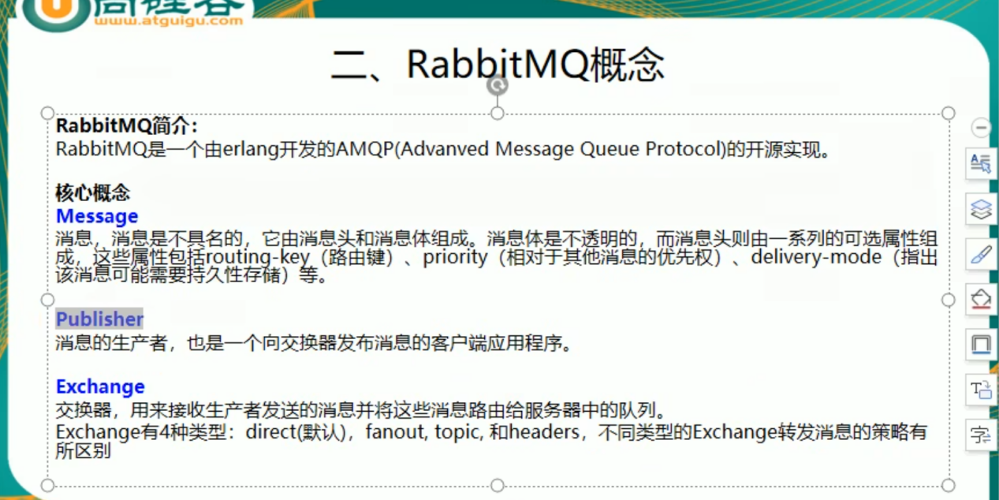 尚硅谷
www.atguigu.com
二、RabbitMQ概念
RabbitMQ简介：
RabbitMQ是一个由erlang开发的AMQP(Advanved Message Queue Protocol)的开源实现。
核心概念
Message
消息，消息是不具名的，它由消息头和消息体组成。消息体是不透明的，而消息头则由一系列的可选属性组
成，这些属性包括routing-key（路由键）、priority（相对于其他消息的优先权）、delivery-mode（指出
该消息可能需要持久性存储）等。
Publisher
消息的生产者，也是一个向交换器发布消息的客户端应用程序。
Exchange
交换器，用来接收生产者发送的消息并将这些消息路由给服务器中的队列。
Exchange有4种类型：direct(默认)，fanout, topic, 和headers，不同类型的Exchange转发消息的策略有
所区别